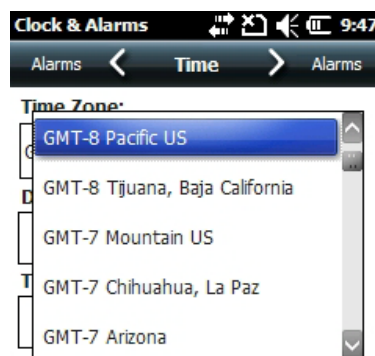 Clock & Alarms 9:47
Alarms Time Alarms
Time Zone:
GMT-8 Pacific US
GMT-8 Tijuana, Baja California
GMT-7 Mountain US
GMT-7 Chihuahua, La Paz
GMT-7 Arizona